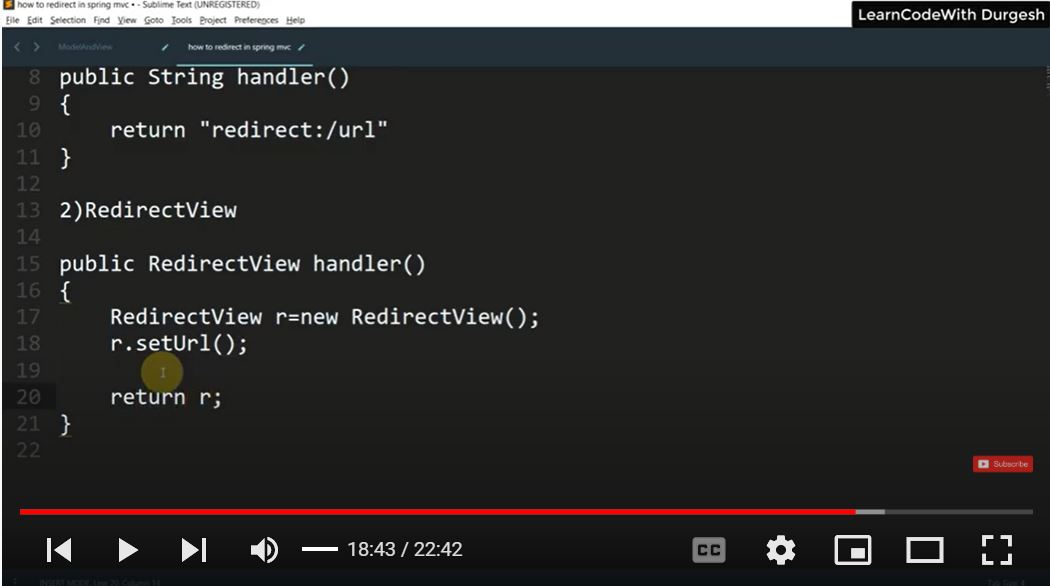 how to redirect in spring mvc • - Sublime Text (UNREGISTERED)
LearnCodeWith Durgesh
File Edit Selection Find View Goto Tools Project Preferences Help
ModelAndView how to redirect in spring mvc
8 public String handler()
9 {
10 return "redirect:/url"
11 }
12
13 2)RedirectView
14
15 public RedirectView handler()
16 {
17 RedirectView r=new RedirectView();
18 r.setUrl();
19
20 return r;
21 }
22
Subscribe
18:43 / 22:42
CC
INSERT MODE, Line 20, Column 14
Tab Size: 4